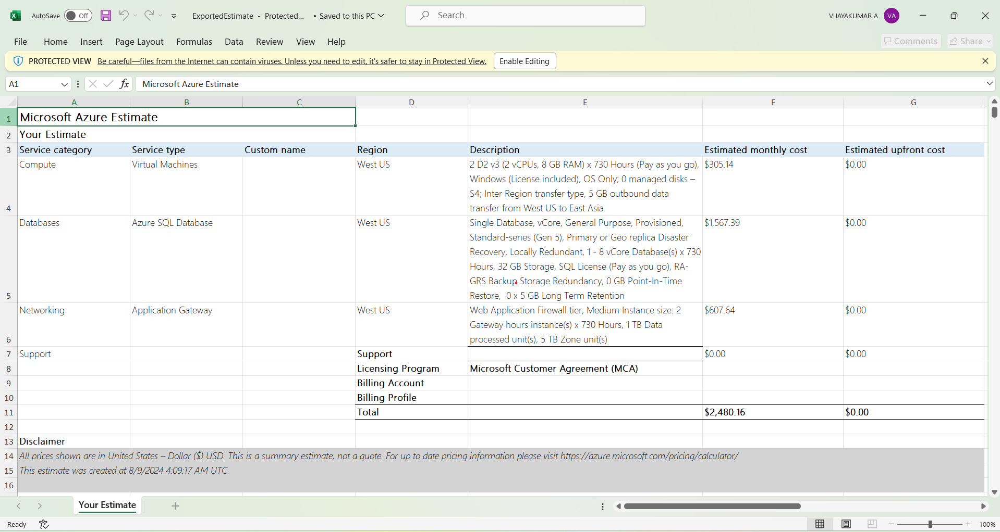 AutoSave Off ExportedEstimate - Protected... • Saved to this PC Search VIJAYAKUMAR A VA
File Home Insert Page Layout Formulas Data Review View Help Comments Share
PROTECTED VIEW Be careful—files from the Internet can contain viruses. Unless you need to edit, it's safer to stay in Protected View. Enable Editing
A1 fx Microsoft Azure Estimate
A B C D E F G
1 Microsoft Azure Estimate
2 Your Estimate
3 Service category Service type Custom name Region Description Estimated monthly cost Estimated upfront cost
Compute Virtual Machines West US 2 D2 v3 (2 vCPUs, 8 GB RAM) x 730 Hours (Pay as you go), $305.14 $0.00
Windows (License included), OS Only; 0 managed disks –
S4; Inter Region transfer type, 5 GB outbound data
4 transfer from West US to East Asia
Databases Azure SQL Database West US Single Database, vCore, General Purpose, Provisioned, $1,567.39 $0.00
Standard-series (Gen 5), Primary or Geo replica Disaster
Recovery, Locally Redundant, 1 - 8 vCore Database(s) x 730
Hours, 32 GB Storage, SQL License (Pay as you go), RA-
GRS Backup Storage Redundancy, 0 GB Point-In-Time
5 Restore,  0 x 5 GB Long Term Retention
Networking Application Gateway West US Web Application Firewall tier, Medium Instance size: 2 $607.64 $0.00
Gateway hours instance(s) x 730 Hours, 1 TB Data
6 processed unit(s), 5 TB Zone unit(s)
7 Support Support $0.00 $0.00
8 Licensing Program Microsoft Customer Agreement (MCA)
9 Billing Account
10 Billing Profile
11 Total $2,480.16 $0.00
12
13 Disclaimer
14 All prices shown are in United States – Dollar ($) USD. This is a summary estimate, not a quote. For up to date pricing information please visit https://azure.microsoft.com/pricing/calculator/
15 This estimate was created at 8/9/2024 4:09:17 AM UTC.
16
Your Estimate
Ready 100%